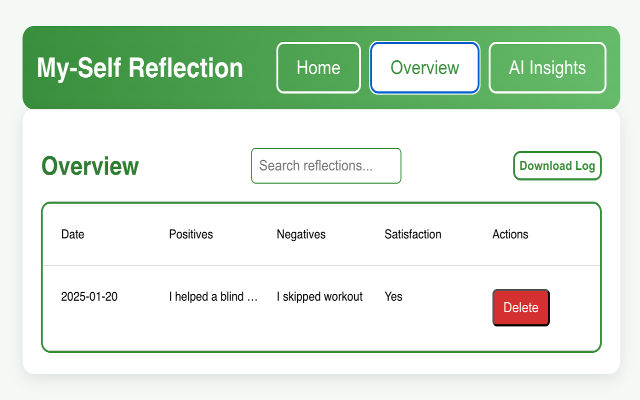 My-Self Reflection Home Overview AI Insights
Overview Search reflections... Download Log
Date Positives Negatives Satisfaction Actions
2025-01-20 I helped a blind ... I skipped workout Yes Delete